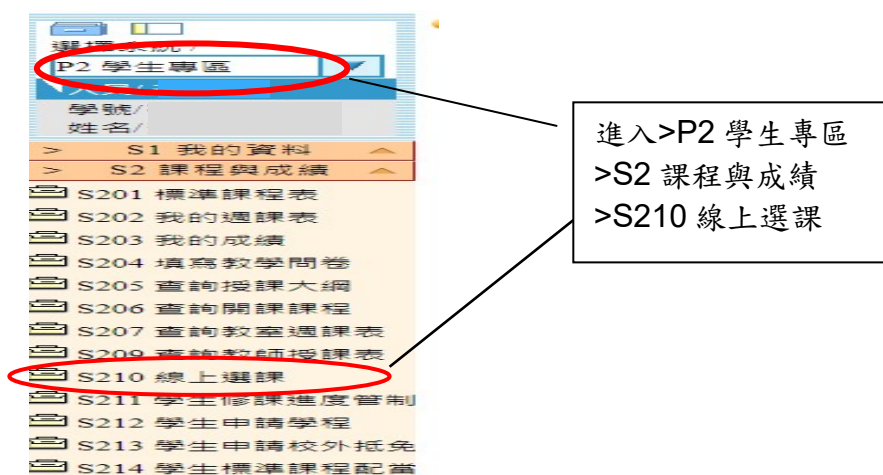 選擇系統/
P2 學生專區
學號/
姓名/
> S1 我的資料
> S2 課程與成績
S201 標準課程表
S202 我的週課表
S203 我的成績
S204 填寫教學問卷
S205 查詢授課大綱
S206 查詢開課課程
S207 查詢教室週課表
S209 查詢教師授課表
S210 線上選課
S211 學生修課進度管制
S212 學生申請學程
S213 學生申請校外抵免
S214 學生標準課程配當
進入>P2 學生專區
>S2 課程與成績
>S210 線上選課